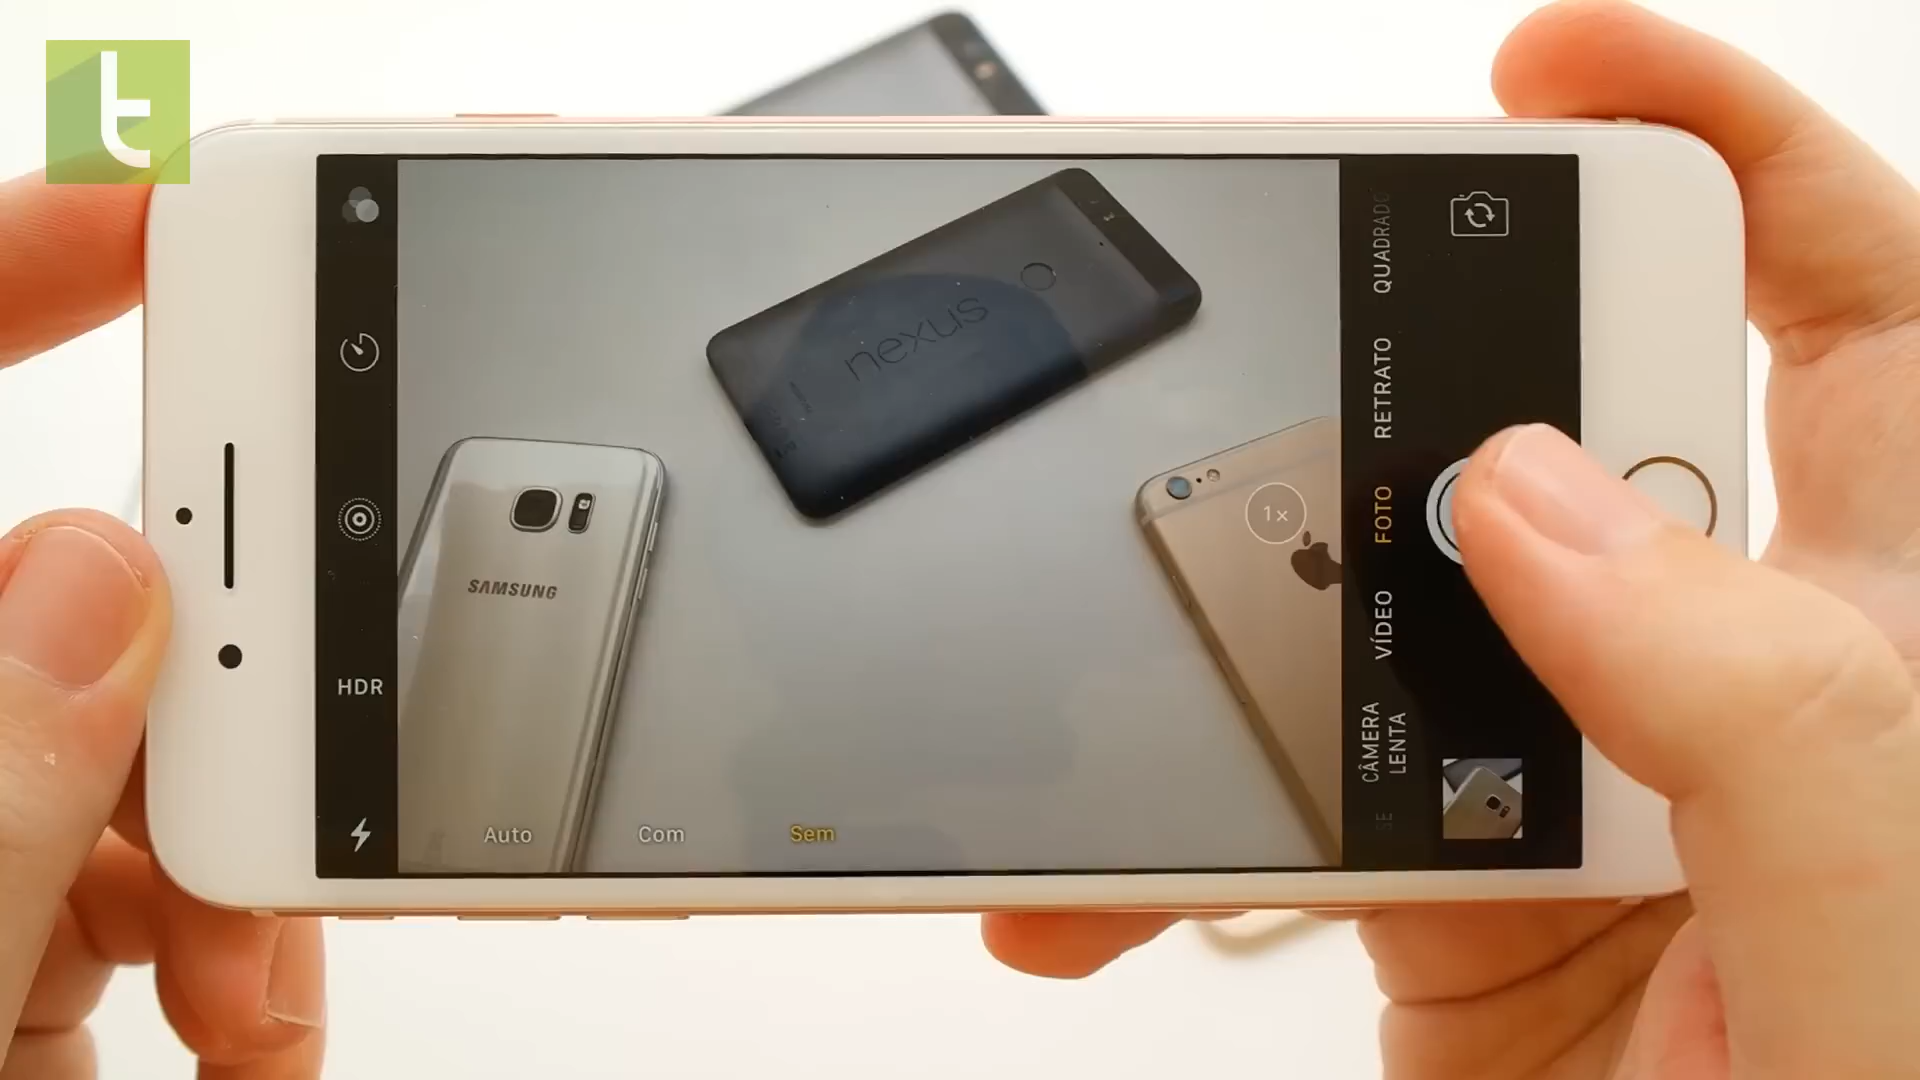 t
nexus
SAMSUNG
1x
HDR
Auto
Com
Sem
QUADRADO
RETRATO
FOTO
VÍDEO
CÂMERA
LENTA